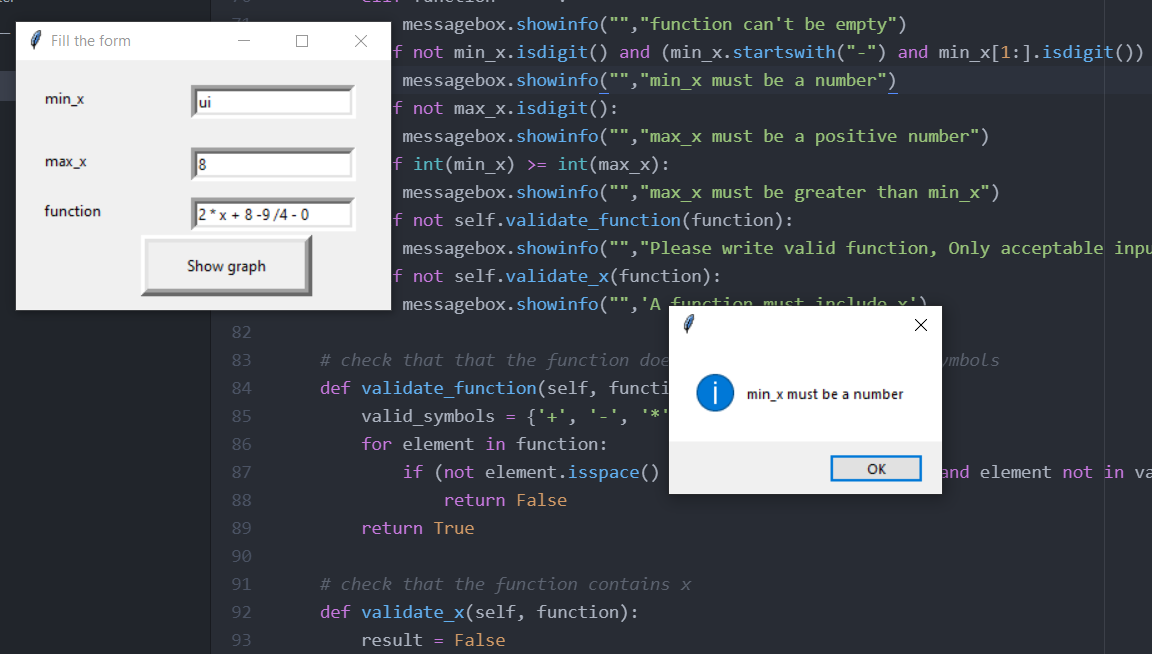 Fill the form
min_x
ui
max_x
8
function
2 * x + 8 -9 /4 - 0
Show graph
messagebox.showinfo("","function can't be empty")
f not min_x.isdigit() and (min_x.startswith("-") and min_x[1:].isdigit())
messagebox.showinfo("","min_x must be a number")
f not max_x.isdigit():
messagebox.showinfo("","max_x must be a positive number")
f int(min_x) >= int(max_x):
messagebox.showinfo("","max_x must be greater than min_x")
f not self.validate_function(function):
messagebox.showinfo("","Please write valid function, Only acceptable inpu
f not self.validate_x(function):
messagebox.showinfo("",'A function must include x')
82
83 # check that that the function doe ymbols
84 def validate_function(self, functi
85 valid_symbols = {'+', '-', '*'
86 for element in function:
87 if (not element.isspace() and element not in va
88 return False
89 return True
90
91 # check that the function contains x
92 def validate_x(self, function):
93 result = False
min_x must be a number
OK